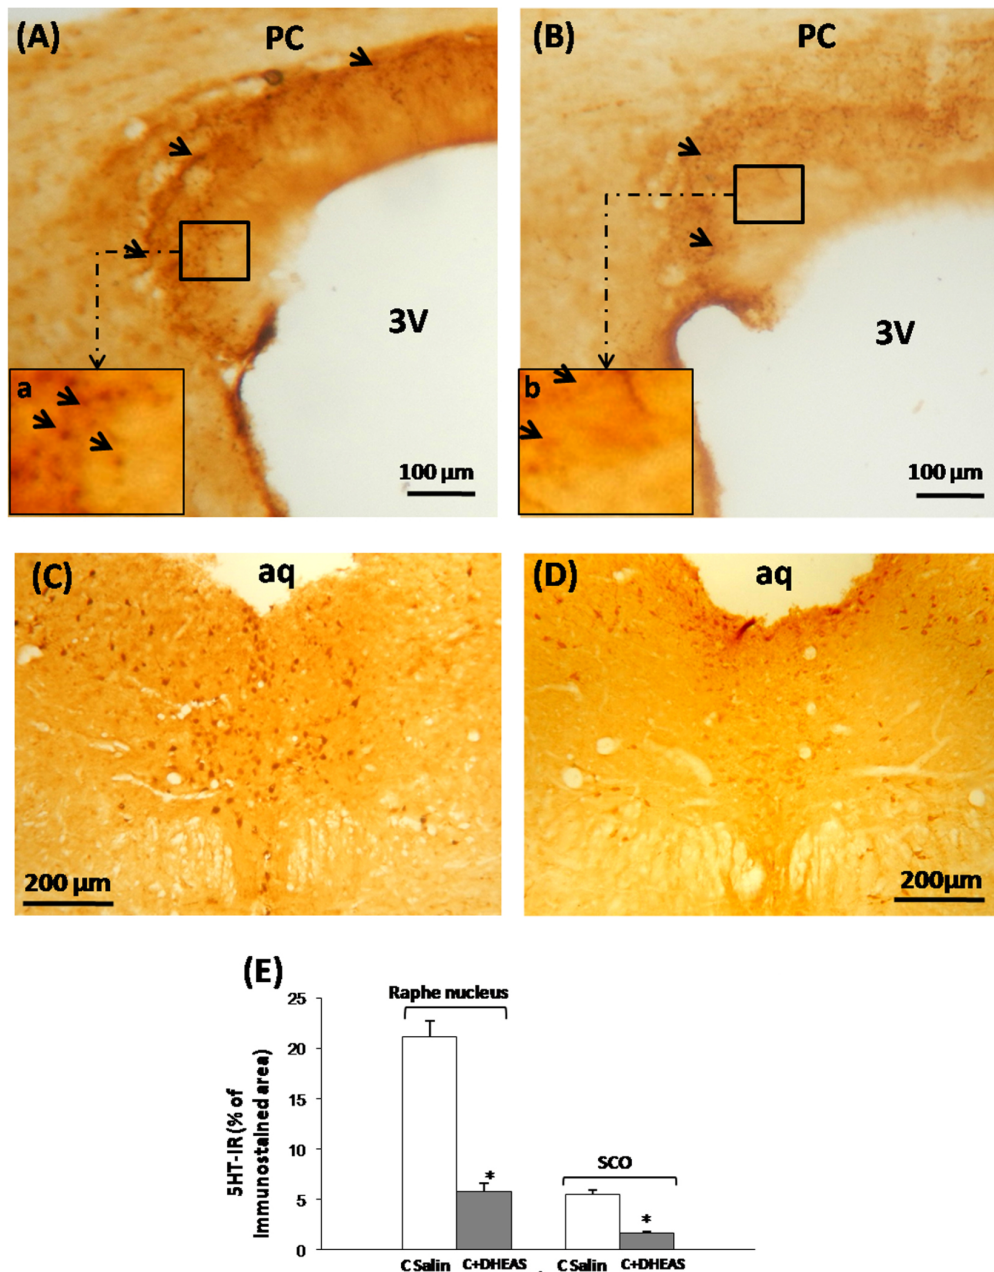 (A)
PC
3V
a
100 µm
(B)
PC
3V
b
100 µm
(C)
aq
200 µm
(D)
aq
200µm
(E)
5HT-IR (% of
Immunostained area)
25
20
15
10
5
0
Raphe nucleus
*
SCO
*
C Salin
C+DHEAS
C Salin
C+DHEAS